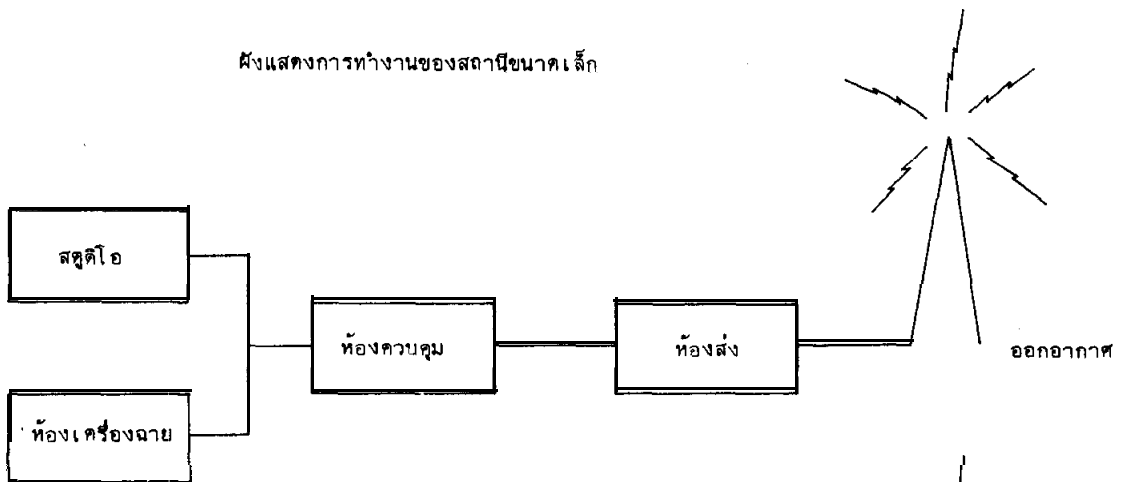 ผังแสดงการทำงานของสถานีขนาดเล็ก
สตูดิโอ
ห้องควบคุม
ห้องส่ง
ออกอากาศ
ห้องเครื่องฉาย